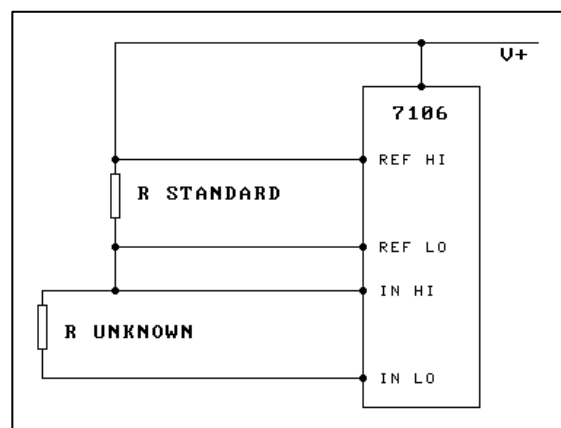 V+
7106
REF HI
R STANDARD
REF LO
IN HI
R UNKNOWN
IN LO